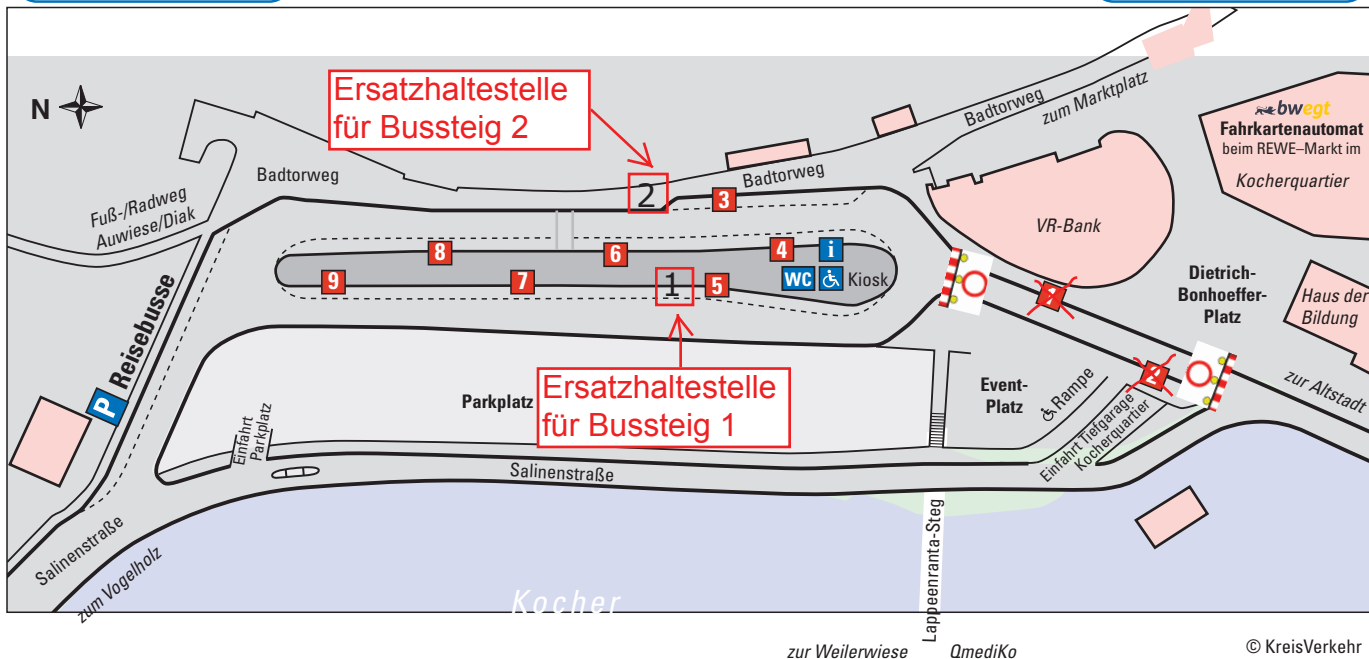 N
Ersatzhaltestelle
für Bussteig 2
Badtorweg
zum Marktplatz
bwegt
Fahrkartenautomat
beim REWE–Markt im
Kocherquartier
Badtorweg
Fuß-/Radweg
Auwiese/Diak
2
3
Badtorweg
VR-Bank
8
6
4
i
9
7
1
5
WC
Kiosk
Dietrich-
Bonhoeffer-
Platz
Haus der
Bildung
1
2
P Reisebusse
Ersatzhaltestelle
für Bussteig 1
Parkplatz
Event-
Platz
Rampe
zur Altstadt
Einfahrt
Parkplatz
Einfahrt Tiefgarage
Kocherquartier
Salinenstraße
Salinenstraße
zum Vogelholz
Kocher
Lappeenranta-Steg
zur Weilerwiese
QmediKo
© KreisVerkehr